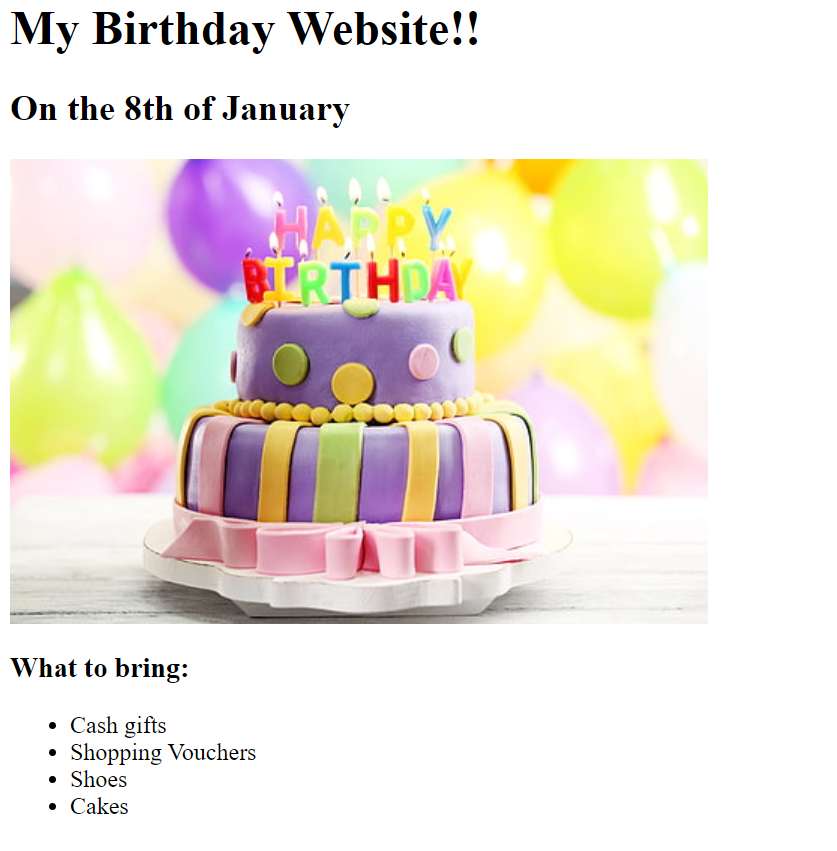 My Birthday Website!!
On the 8th of January
HAPPY
BIRTHDAY
What to bring:
Cash gifts
Shopping Vouchers
Shoes
Cakes